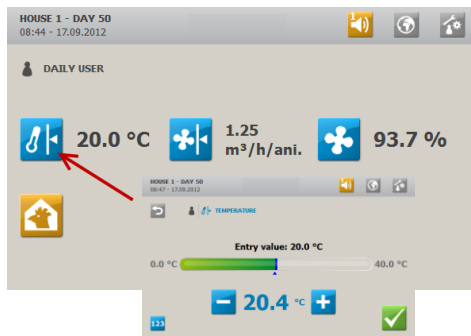 HOUSE 1 - DAY 50
08:44 - 17.09.2012
1
DAILY USER
20.0 °C
1.25
m³/h/ani.
93.7 %
HOUSE 1 - DAY 50
08:47 - 17.09.2012
TEMPERATURE
Entry value: 20.0 °C
0.0 °C
40.0 °C
20.4 °C
123